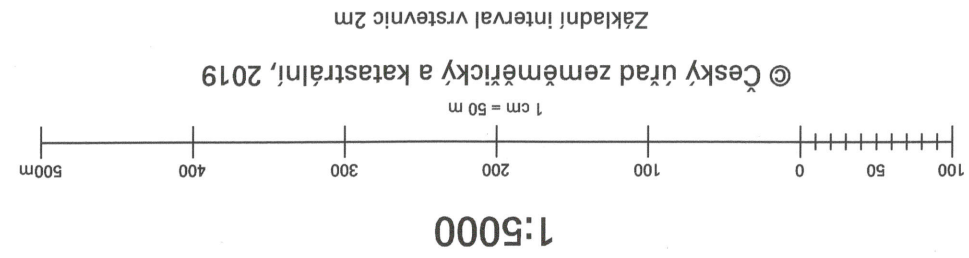 1:5000
100 50 0 100 200 300 400 500m
1 cm = 50 m
© Český úřad zeměměřický a katastrální, 2019
Základní interval vrstevnic 2m